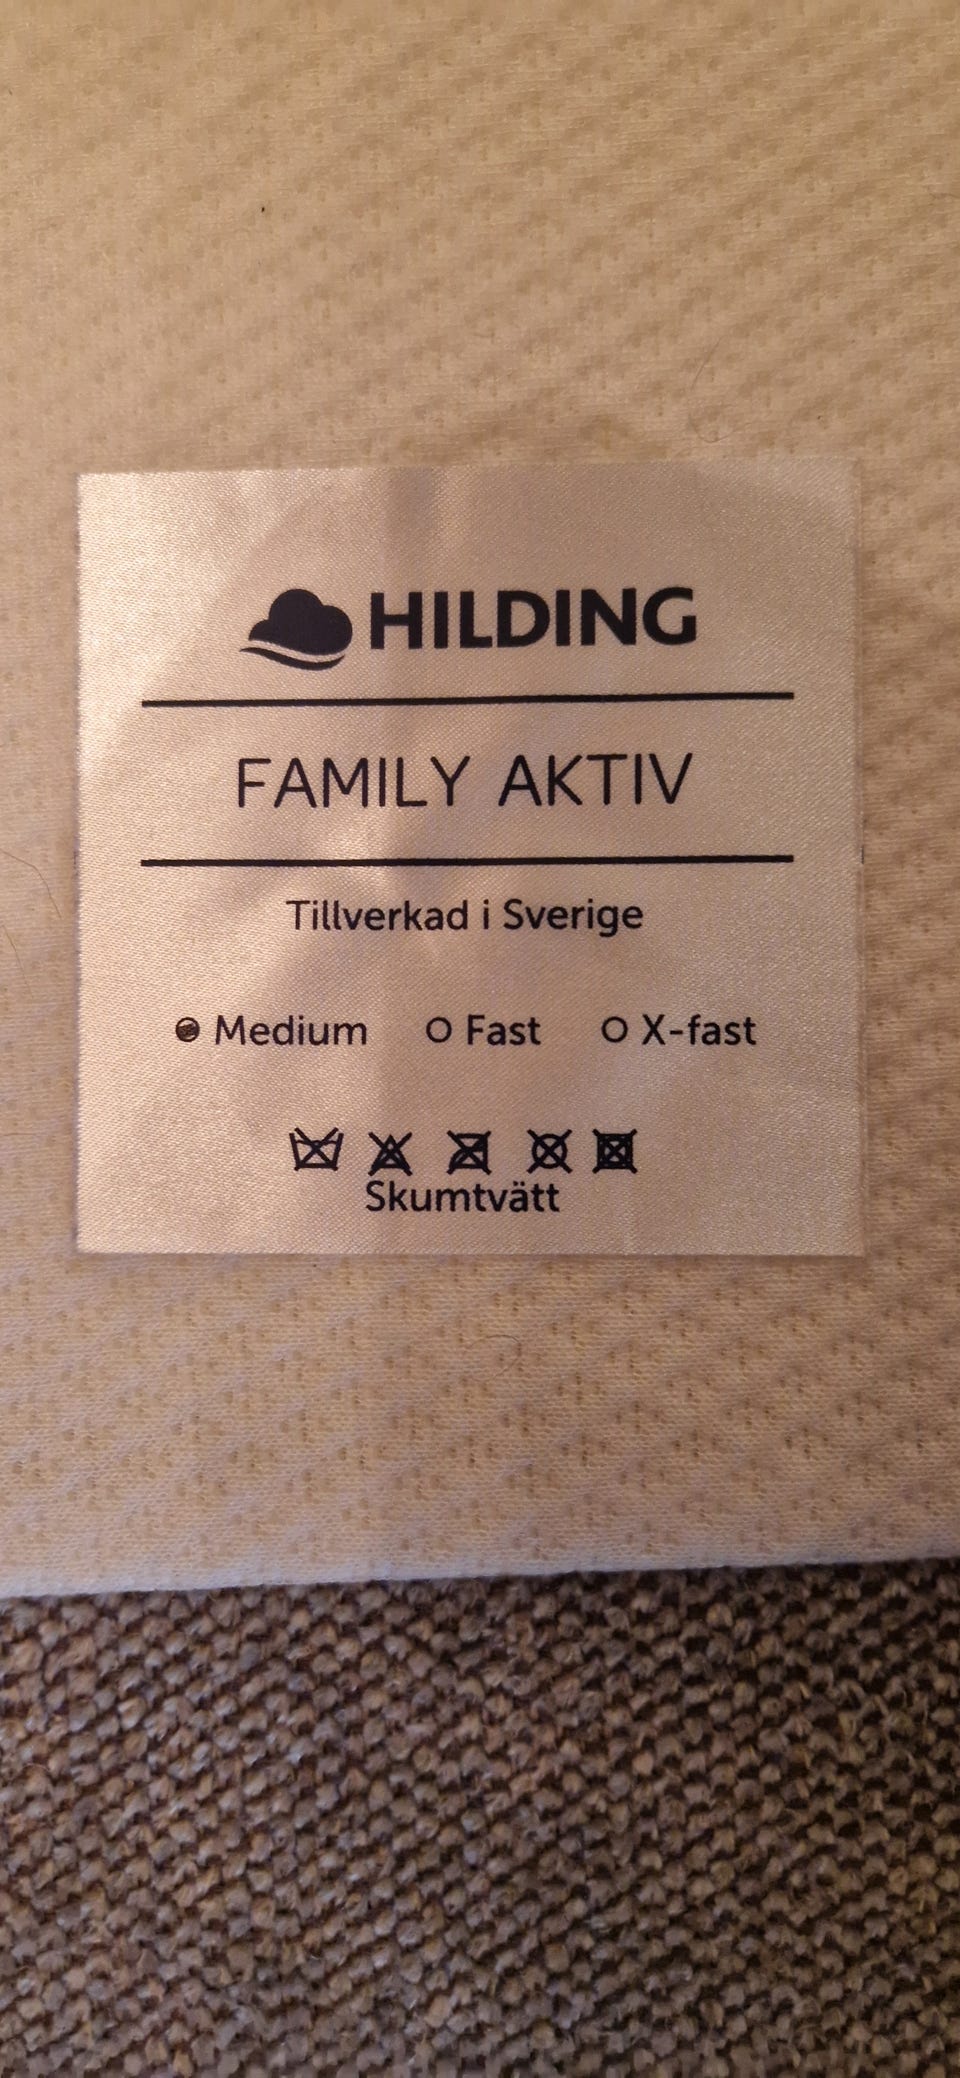 HILDING
FAMILY AKTIV
Tillverkad i Sverige
Medium Fast X-fast
Skumtvätt